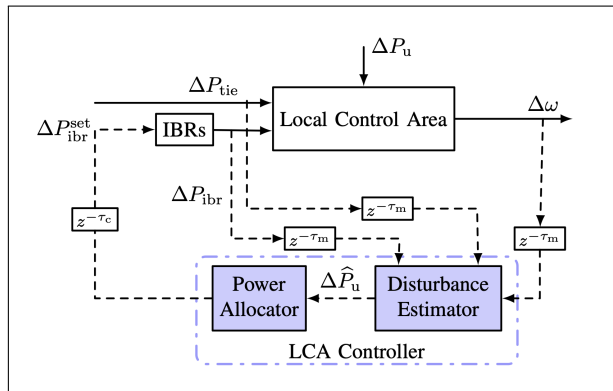 ΔP_u
ΔP_tie
Δω
ΔP_ibr^set
IBRs
Local Control Area
ΔP_ibr
z^{-τ_m}
z^{-τ_c}
z^{-τ_m}
z^{-τ_m}
Power
Allocator
ΔP̂_u
Disturbance
Estimator
LCA Controller